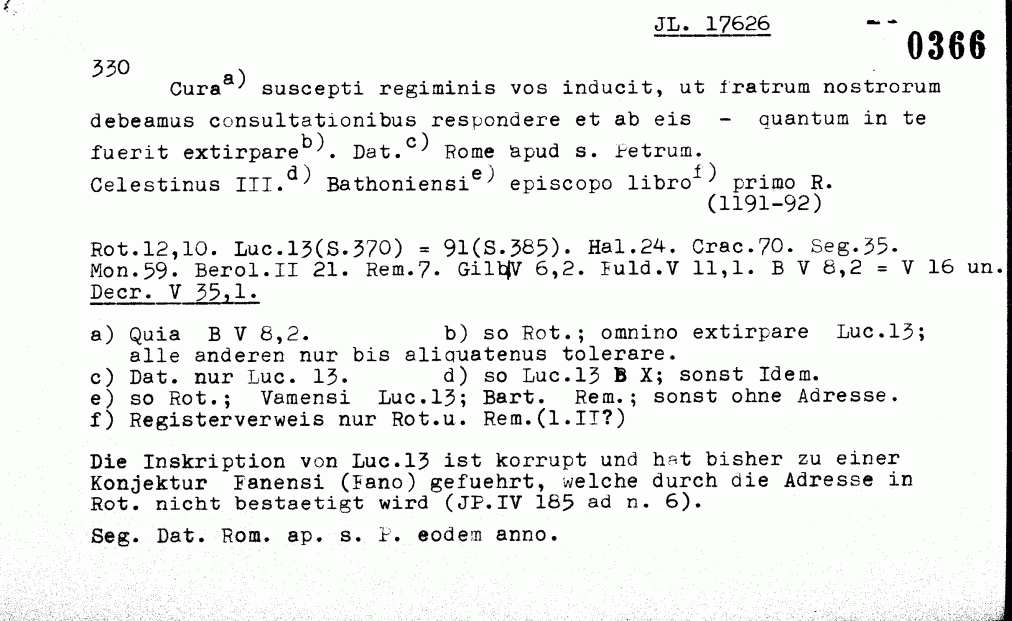 JL. 17626
0366
330
Cura a) suscepti regiminis vos inducit, ut fratrum nostrorum
debeamus consultationibus respondere et ab eis - quantum in te
fuerit extirpare b). Dat. c) Rome apud s. Petrum.
Celestinus III. d) Bathoniensi e) episcopo libro f) primo R.
(1191-92)
Rot.12,10. Luc.13(S.370) = 91(S.385). Hal.24. Crac.70. Seg.35.
Mon.59. Berol.II 21. Rem.7. Gilb V 6,2. Fuld.V 11,1. B V 8,2 = V 16 un.
Decr. V 35,1.
a) Quia B V 8,2. b) so Rot.; omnino extirpare Luc.13;
alle anderen nur bis aliquatenus tolerare.
c) Dat. nur Luc. 13. d) so Luc.13 B X; sonst Idem.
e) so Rot.; Vamensi Luc.13; Bart. Rem.; sonst ohne Adresse.
f) Registerverweis nur Rot.u. Rem.(l.II?)
Die Inskription von Luc.13 ist korrupt und hat bisher zu einer
Konjektur Fanensi (Fano) gefuehrt, welche durch die Adresse in
Rot. nicht bestaetigt wird (JP.IV 185 ad n. 6).
Seg. Dat. Rom. ap. s. P. eodem anno.